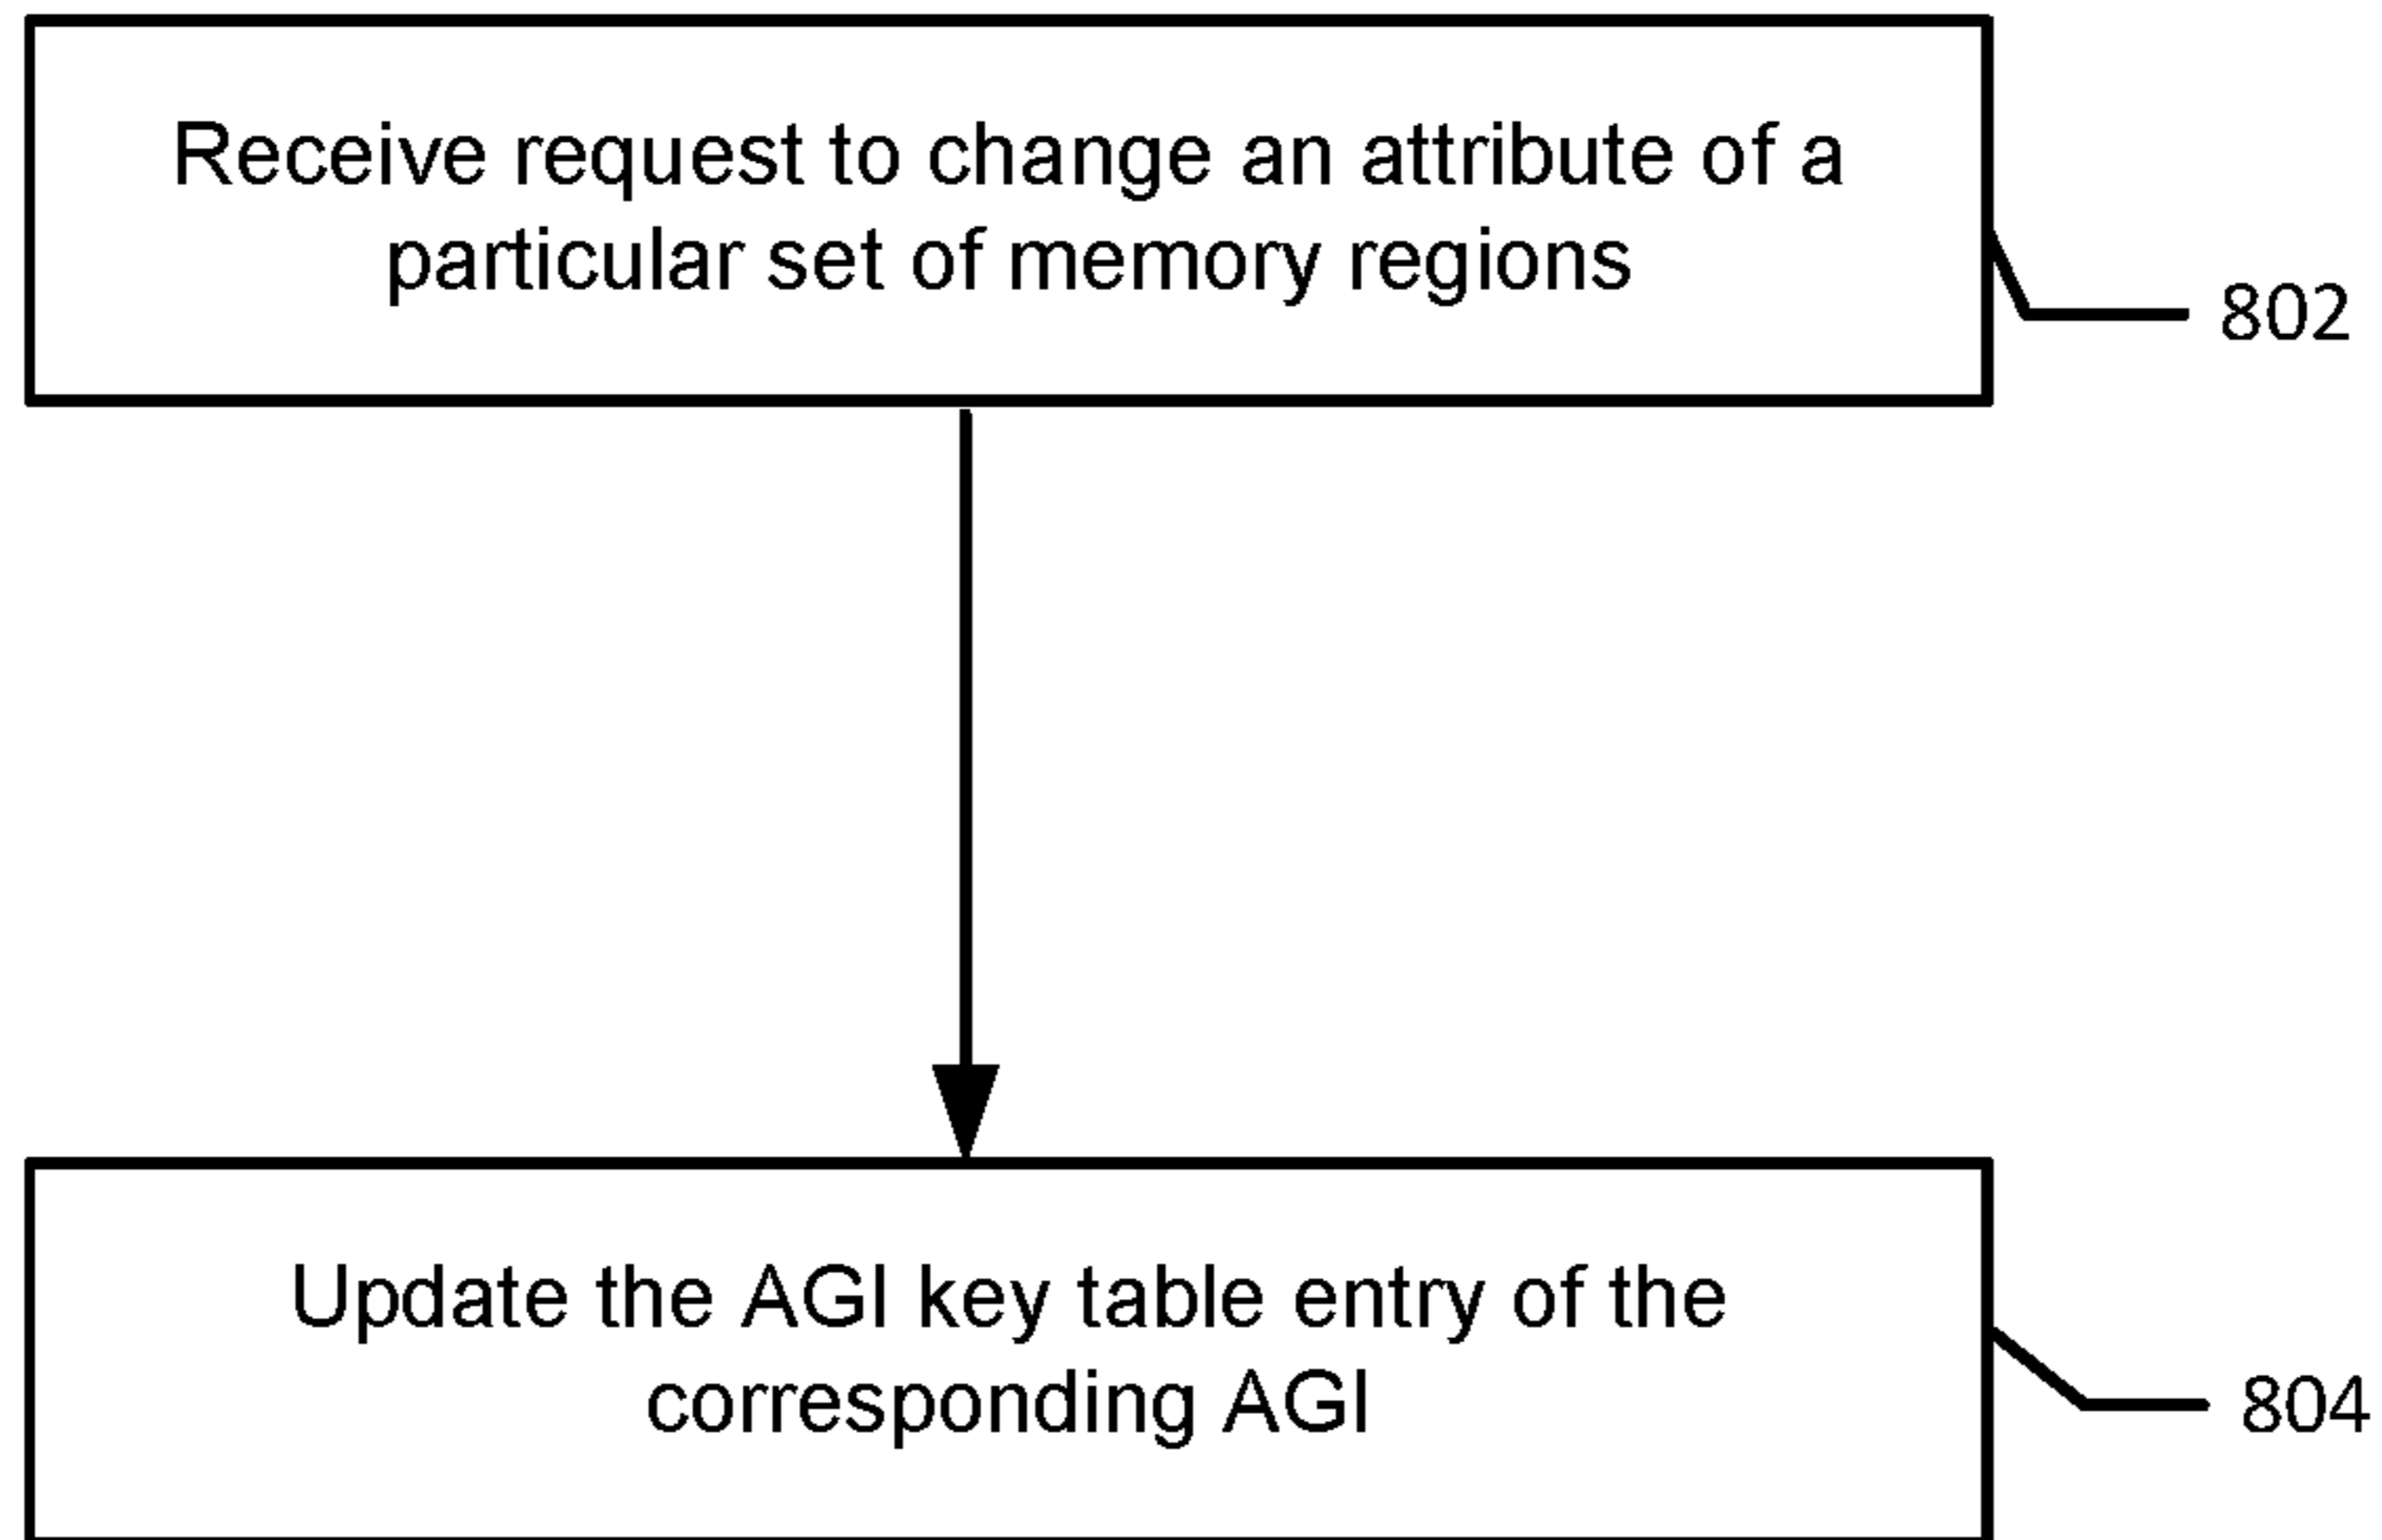 Receive request to change an attribute of a
particular set of memory regions
802
Update the AGI key table entry of the
corresponding AGI
804